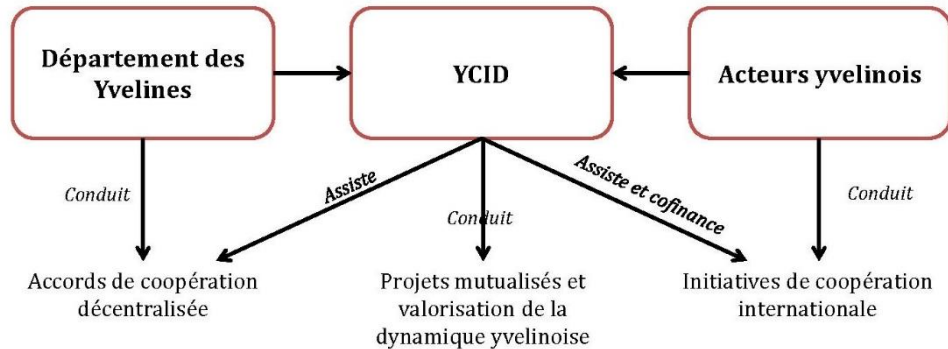 Département des
Yvelines
YCID
Acteurs yvelinois
Conduit
Assiste
Conduit
Assiste et cofinance
Conduit
Accords de coopération
décentralisée
Projets mutualisés et
valorisation de la
dynamique yvelinoise
Initiatives de coopération
internationale